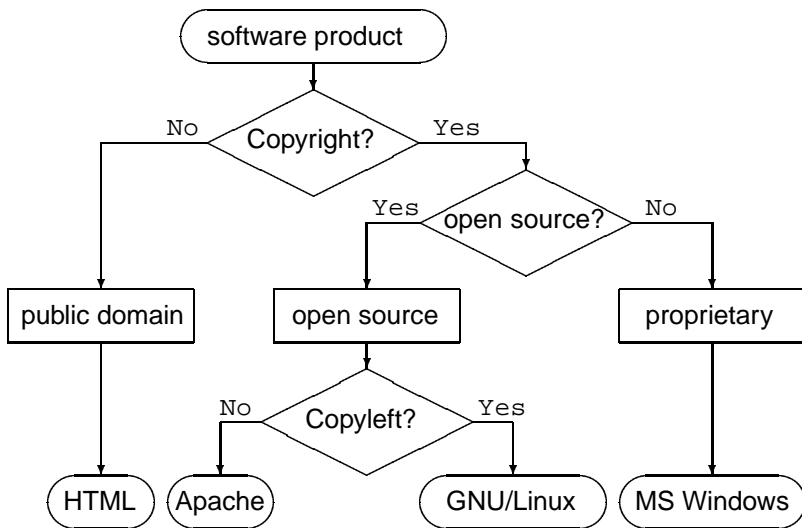 software product
Copyright?
No
Yes
open source?
Yes
No
public domain
open source
proprietary
Copyleft?
No
Yes
HTML
Apache
GNU/Linux
MS Windows